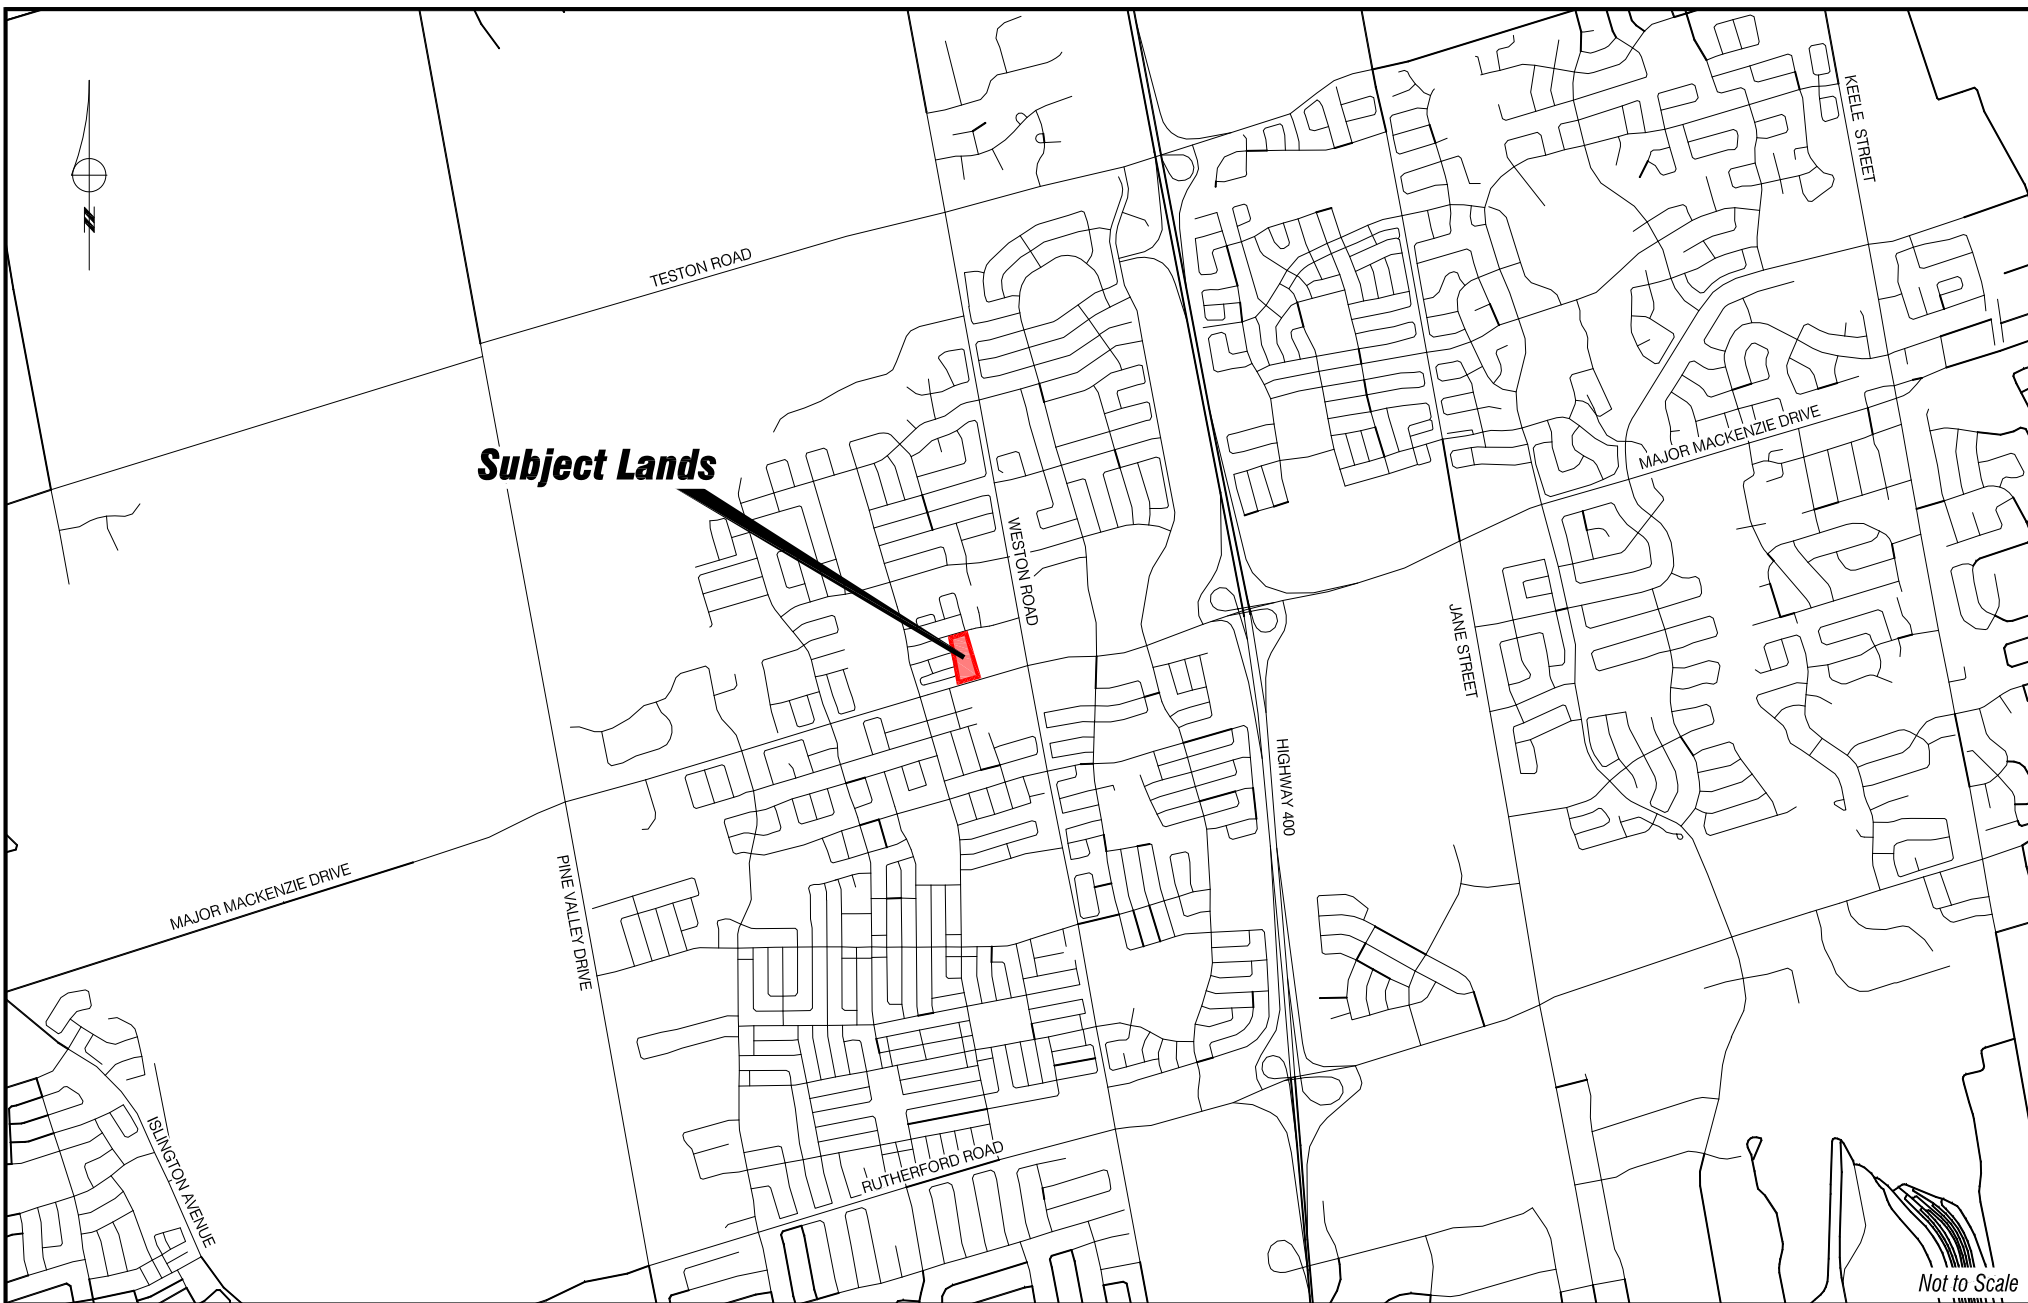 KEELE STREET
N
TESTON ROAD
MAJOR MACKENZIE DRIVE
Subject Lands
WESTON ROAD
JANE STREET
HIGHWAY 400
PINE VALLEY DRIVE
MAJOR MACKENZIE DRIVE
ISLINGTON AVENUE
RUTHERFORD ROAD
Not to Scale